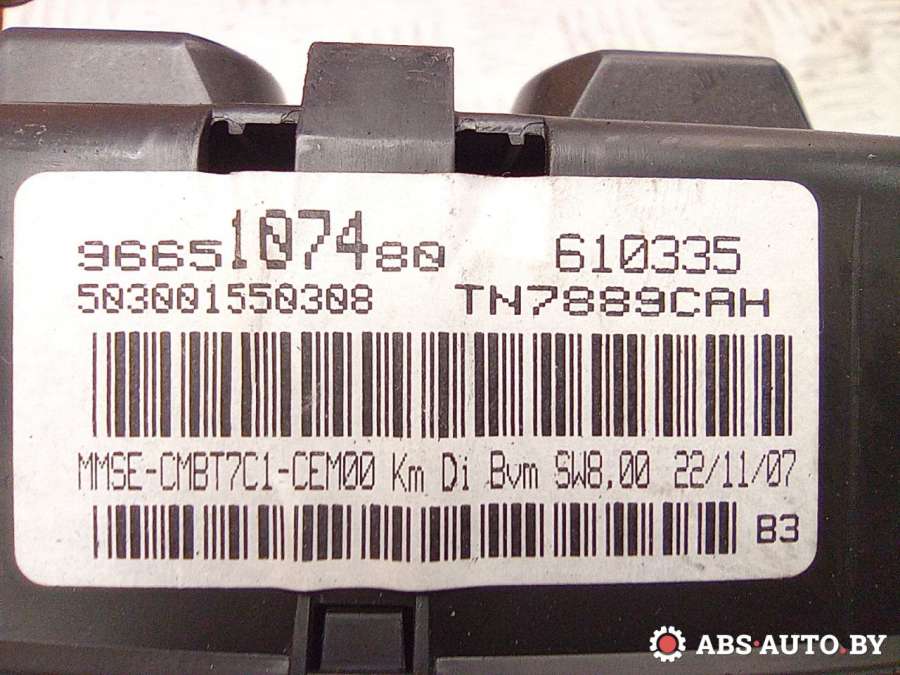 9665107480 610335
503001550308 TN7889CAH
MMSE-CMBT7C1-CEM00 Km Di Bvm SW8,00 22/11/07
B3
ABS-AUTO.BY